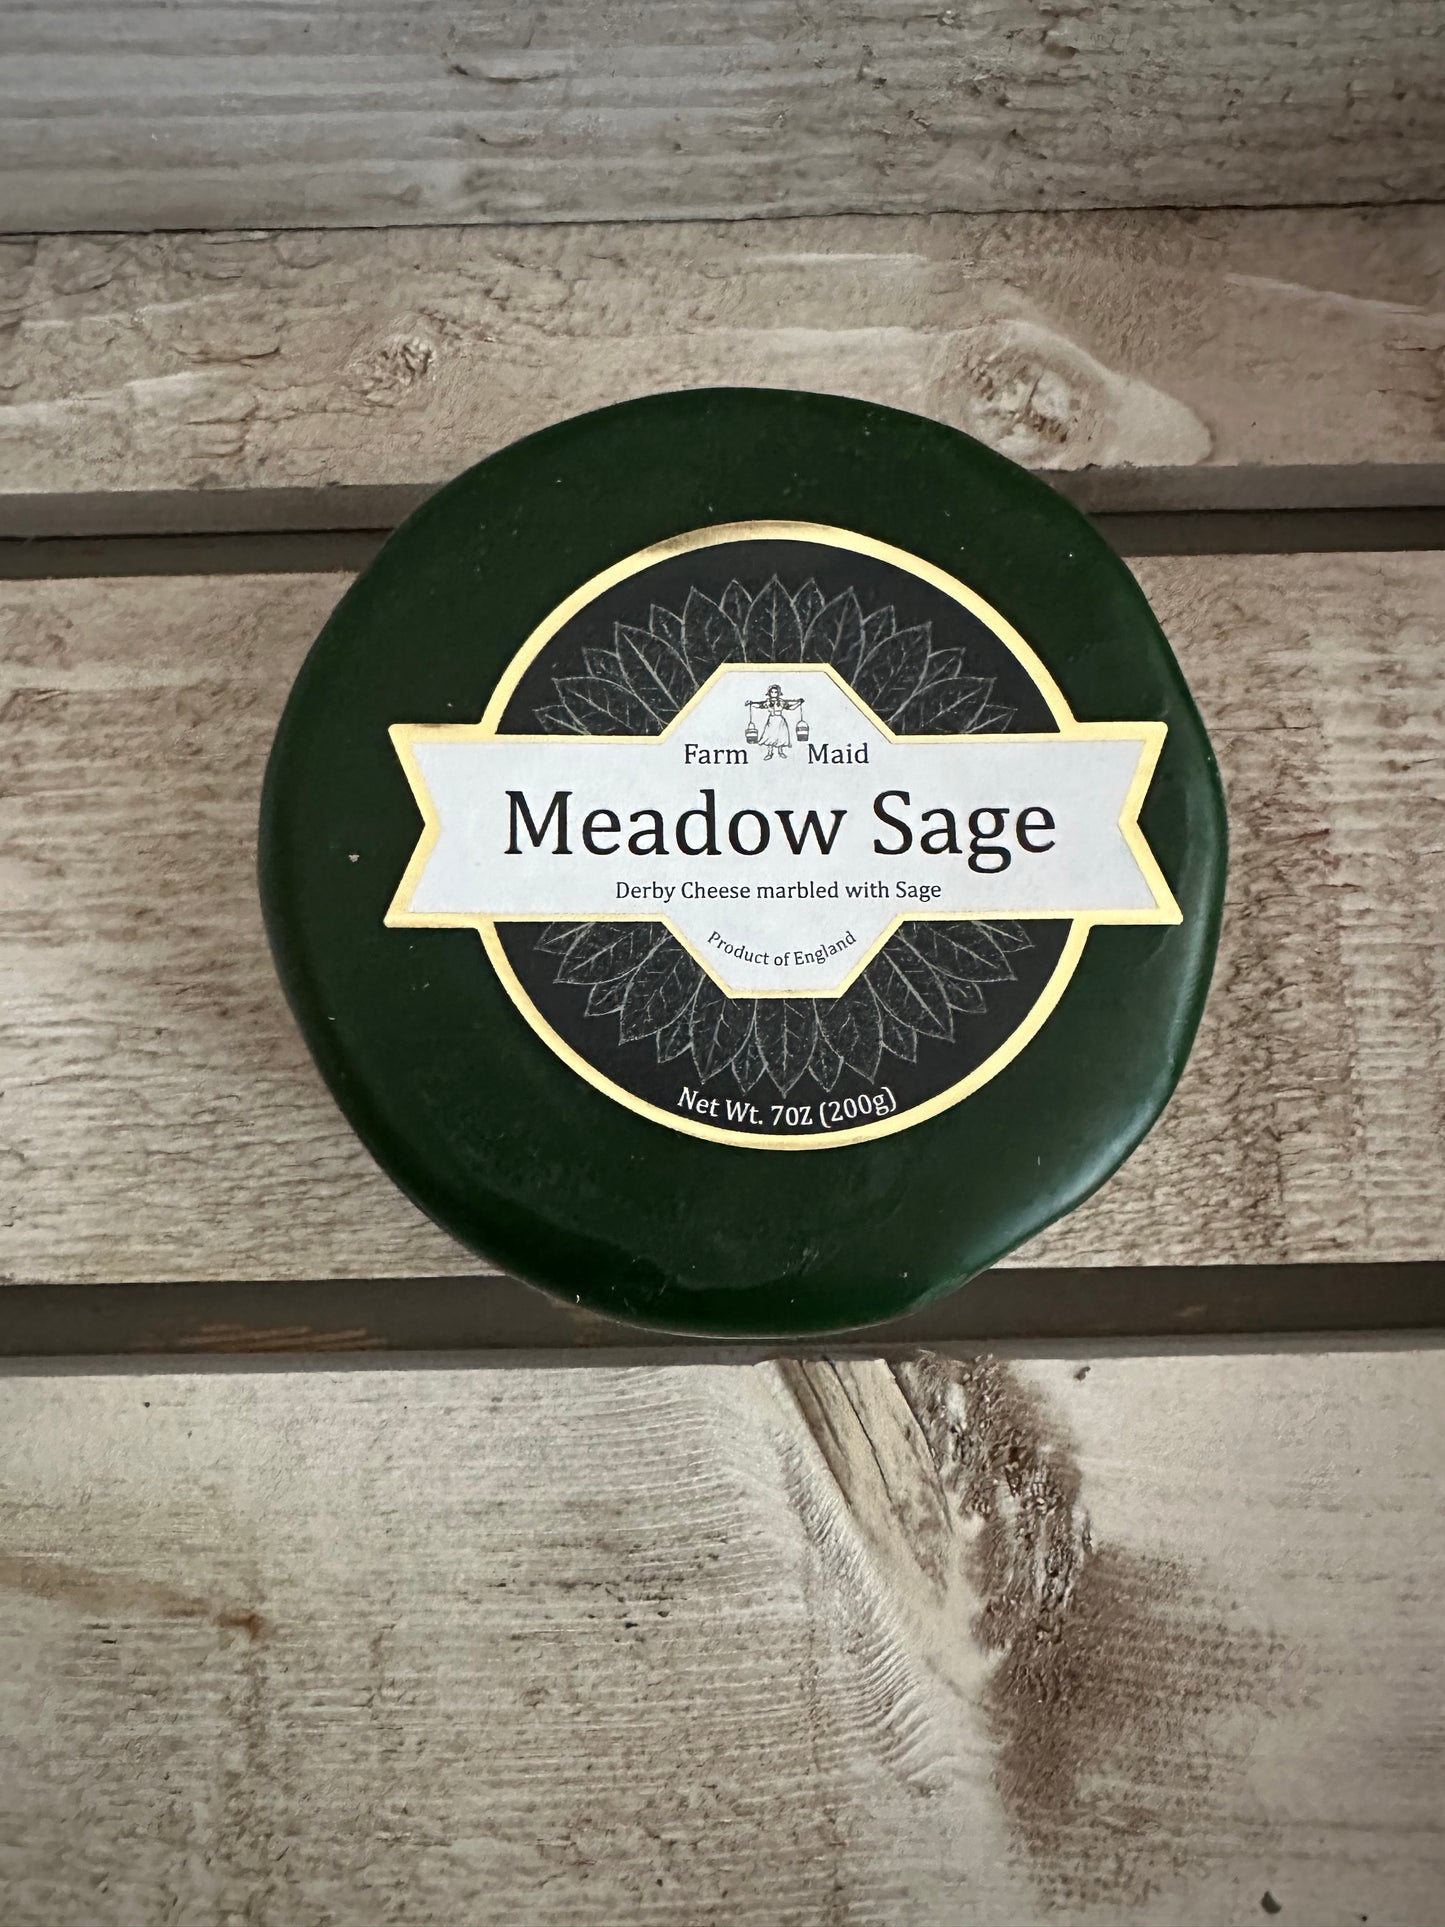 Farm Maid
Meadow Sage
Derby Cheese marbled with Sage
Product of England
Net Wt. 7OZ (200g)